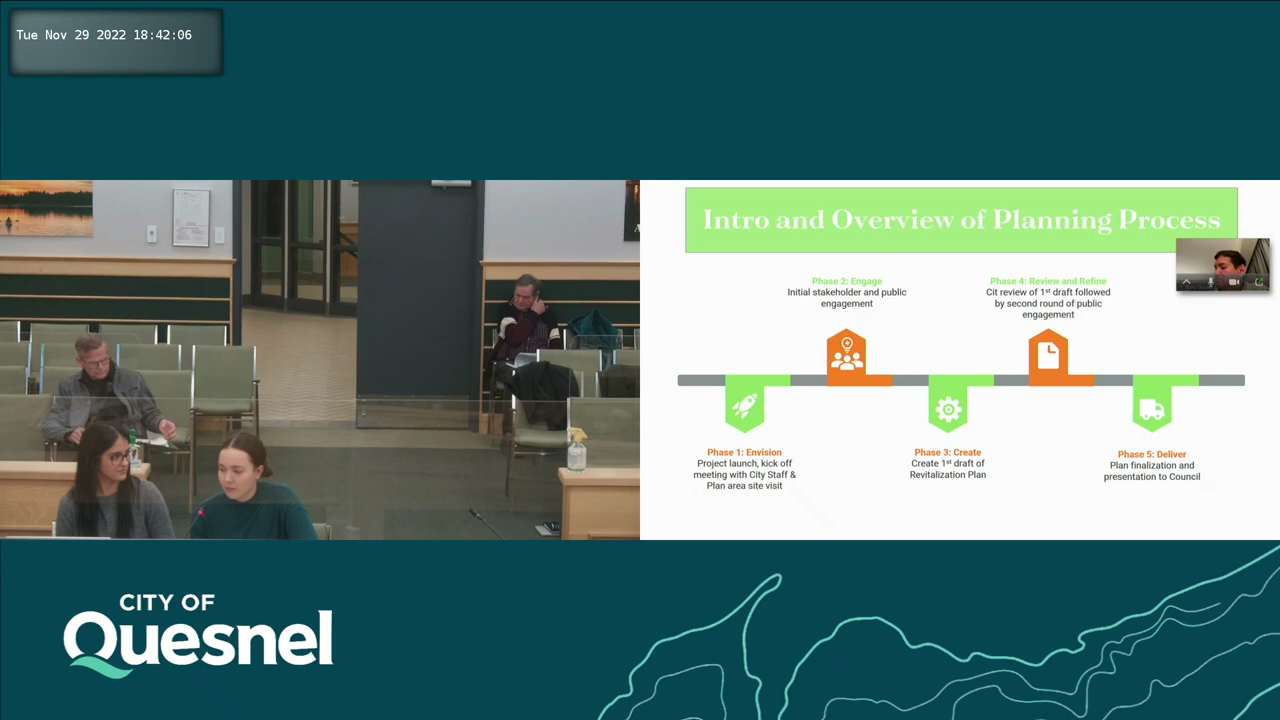 Tue Nov 29 2022 18:42:06
Intro and Overview of Planning Process
Phase 2: Engage
Initial stakeholder and public
engagement
Phase 4: Review and Refine
Cit review of 1st draft followed
by second round of public
engagement
Phase 1: Envision
Project launch, kick off
meeting with City Staff &
Plan area site visit
Phase 3: Create
Create 1st draft of
Revitalization Plan
Phase 5: Deliver
Plan finalization and
presentation to Council
CITY OF
Quesnel